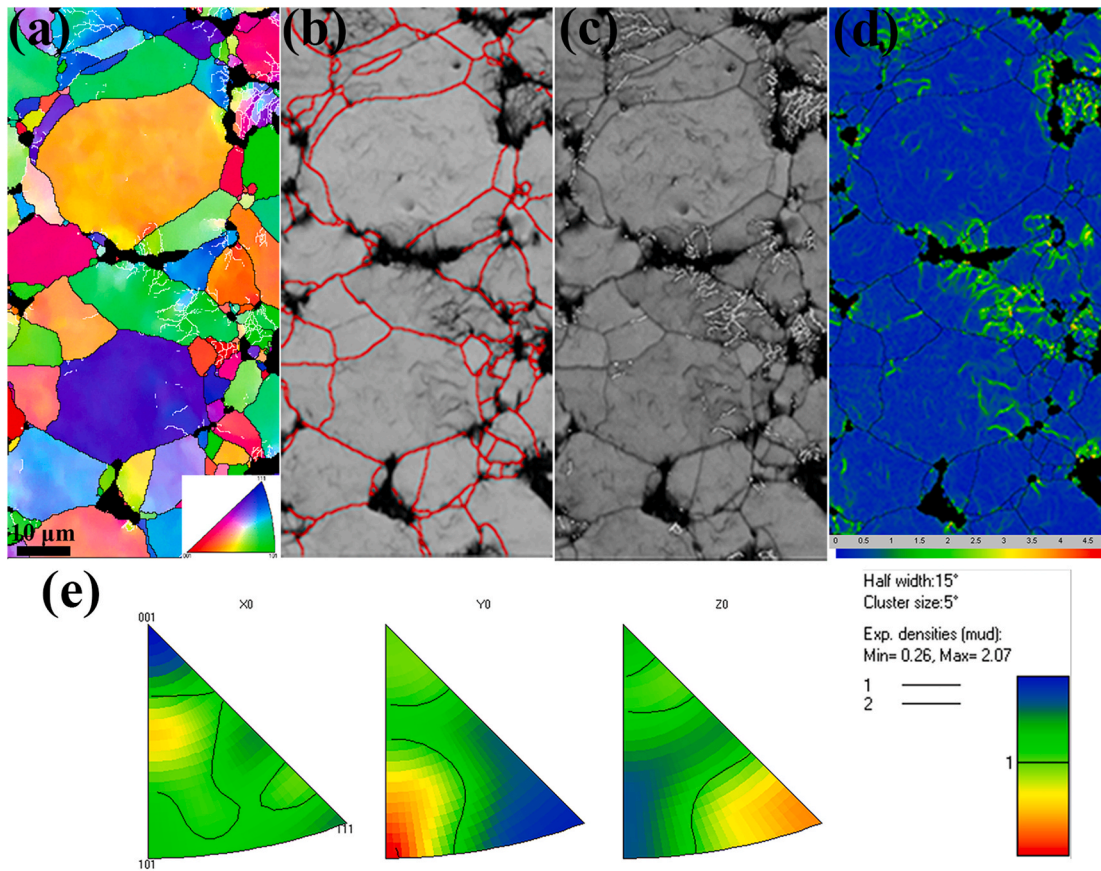 (a)
(b)
(c)
(d)
111
001
101
10 µm
0 0.5 1 1.5 2 2.5 3 3.5 4 4.5
(e)
X0
Y0
Z0
001
111
101
Half width:15°
Cluster size:5°
Exp. densities (mud):
Min= 0.26, Max= 2.07
1
2
1